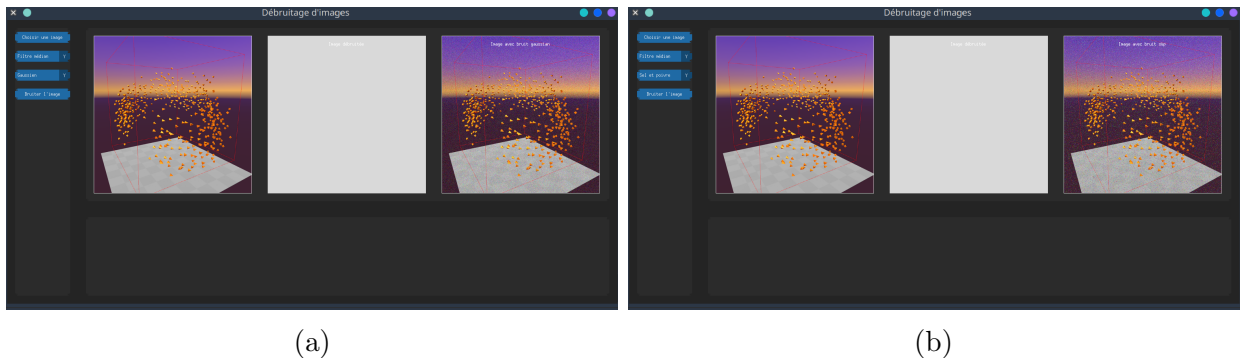 Débruitage d'images
Choisir une image
Filtre médian
Gaussien
Bruiter l'image
Image débruitée
Image avec bruit gaussien
Débruitage d'images
Choisir une image
Filtre médian
Sel et poivre
Bruiter l'image
Image débruitée
Image avec bruit s&p
(a)
(b)